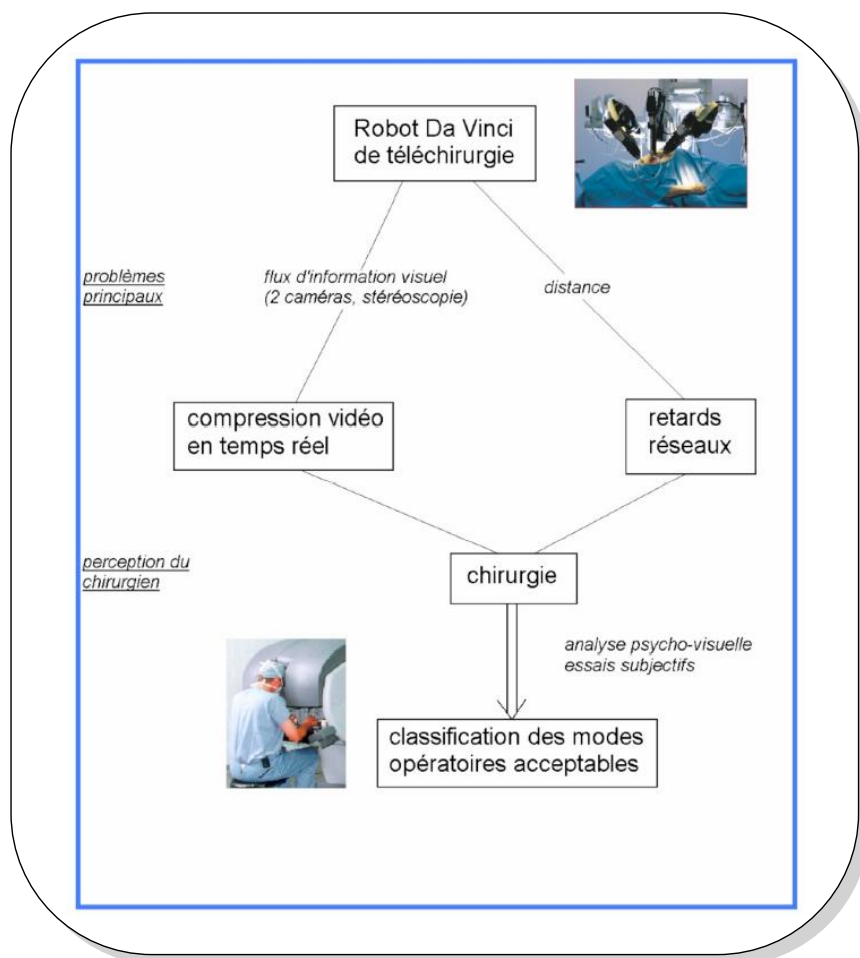 Robot Da Vinci
de téléchirurgie
problèmes
principaux
flux d'information visuel
(2 caméras, stéréoscopie)
distance
compression vidéo
en temps réel
retards
réseaux
perception du
chirurgien
chirurgie
analyse psycho-visuelle
essais subjectifs
classification des modes
opératoires acceptables